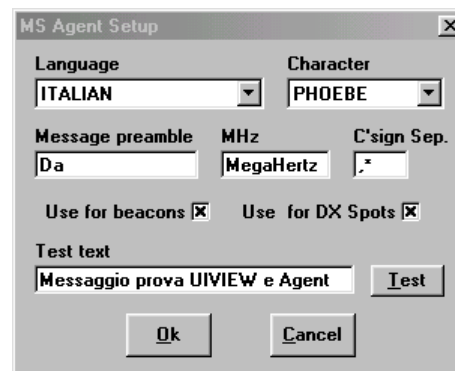 MS Agent Setup
Language Character
ITALIAN PHOEBE
Message preamble MHz C'sign Sep.
Da MegaHertz ,*
Use for beacons Use for DX Spots
Test text
Messaggio prova UIVIEW e Agent Test
Ok Cancel